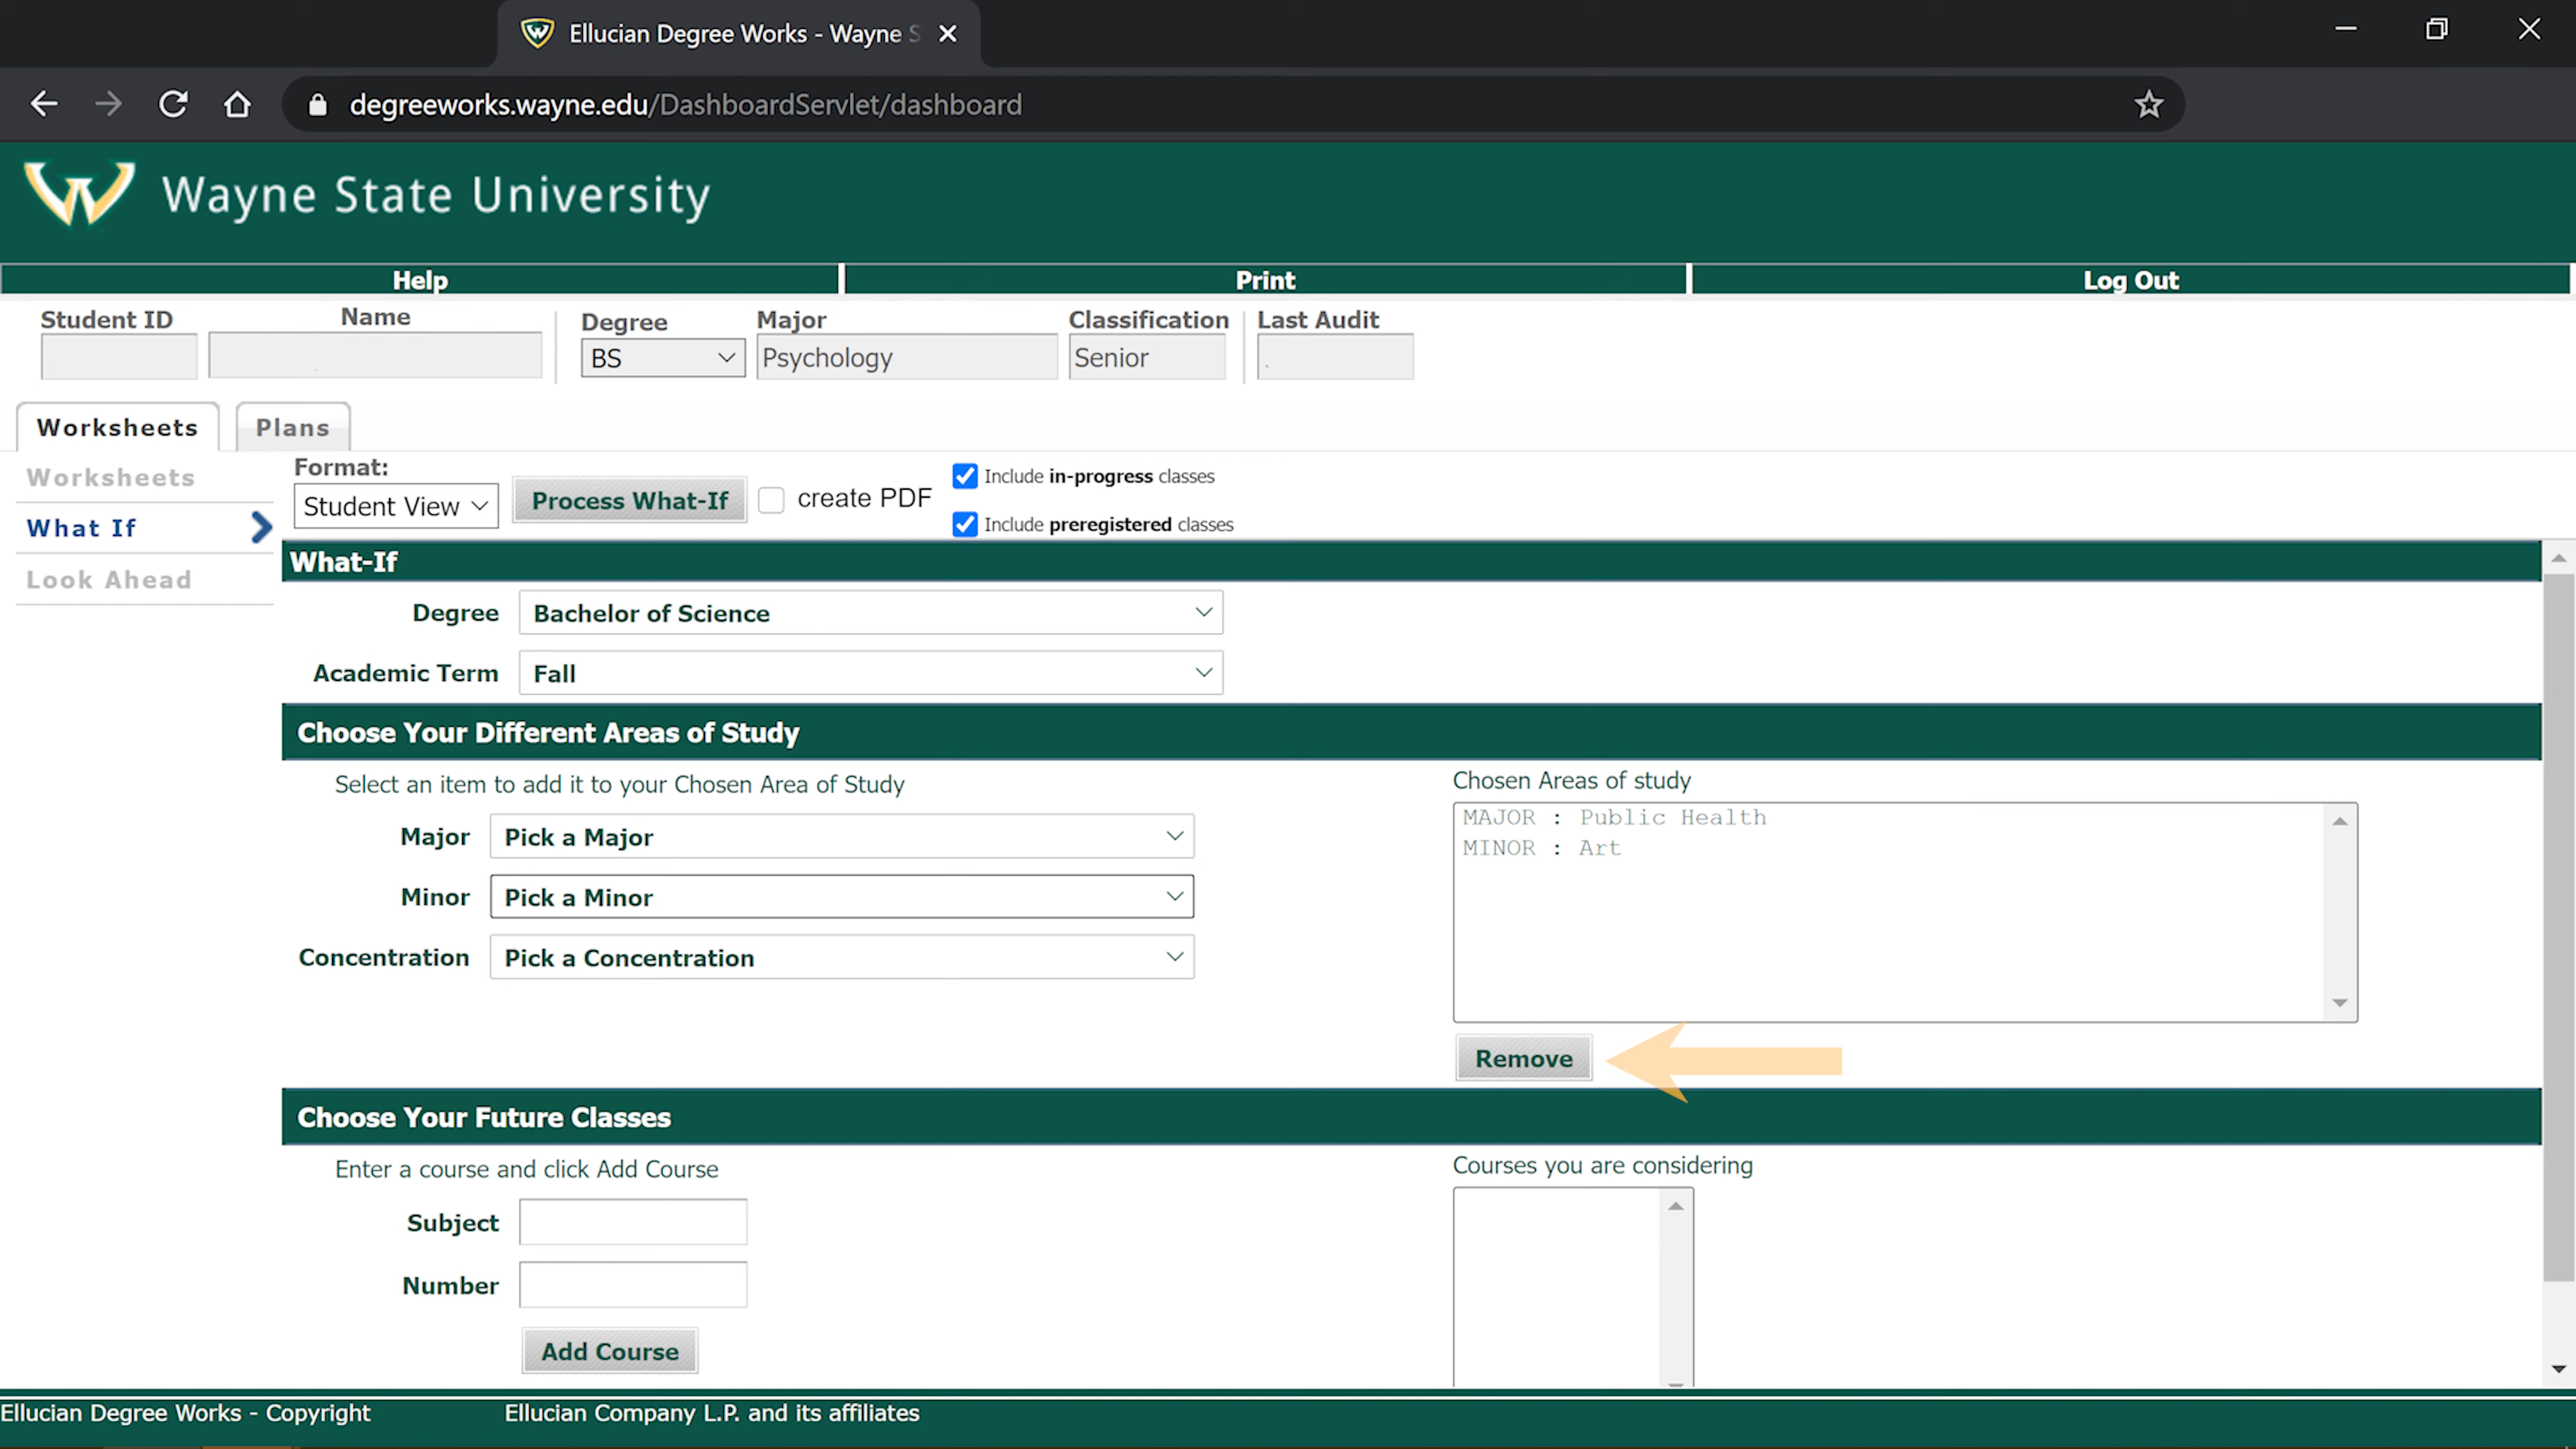 Ellucian Degree Works - Wayne S
degreeworks.wayne.edu/DashboardServlet/dashboard
Wayne State University
Help Print Log Out
Student ID Name Degree Major Classification Last Audit
BS Psychology Senior
Worksheets Plans
Worksheets
What If
Look Ahead
Format:
Student View
Process What-If
create PDF
Include in-progress classes
Include preregistered classes
What-If
Degree Bachelor of Science
Academic Term Fall
Choose Your Different Areas of Study
Select an item to add it to your Chosen Area of Study
Major Pick a Major
Minor Pick a Minor
Concentration Pick a Concentration
Chosen Areas of study
MAJOR : Public Health
MINOR : Art
Remove
Choose Your Future Classes
Enter a course and click Add Course
Subject
Number
Add Course
Courses you are considering
Ellucian Degree Works - Copyright Ellucian Company L.P. and its affiliates